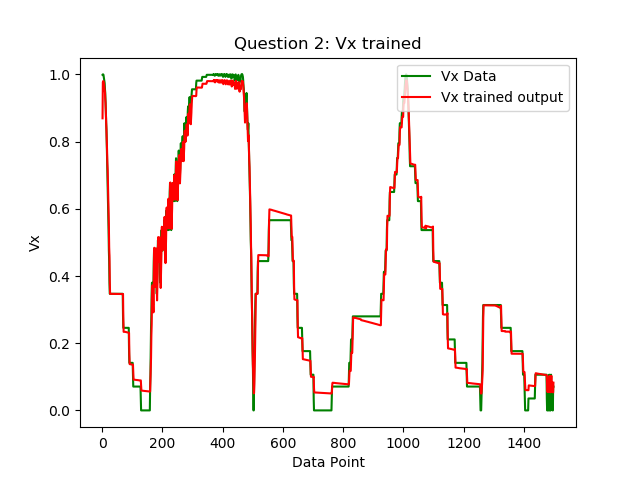 Question 2: Vx trained
Vx Data
Vx trained output
Vx
1.0
0.8
0.6
0.4
0.2
0.0
0 200 400 600 800 1000 1200 1400
Data Point